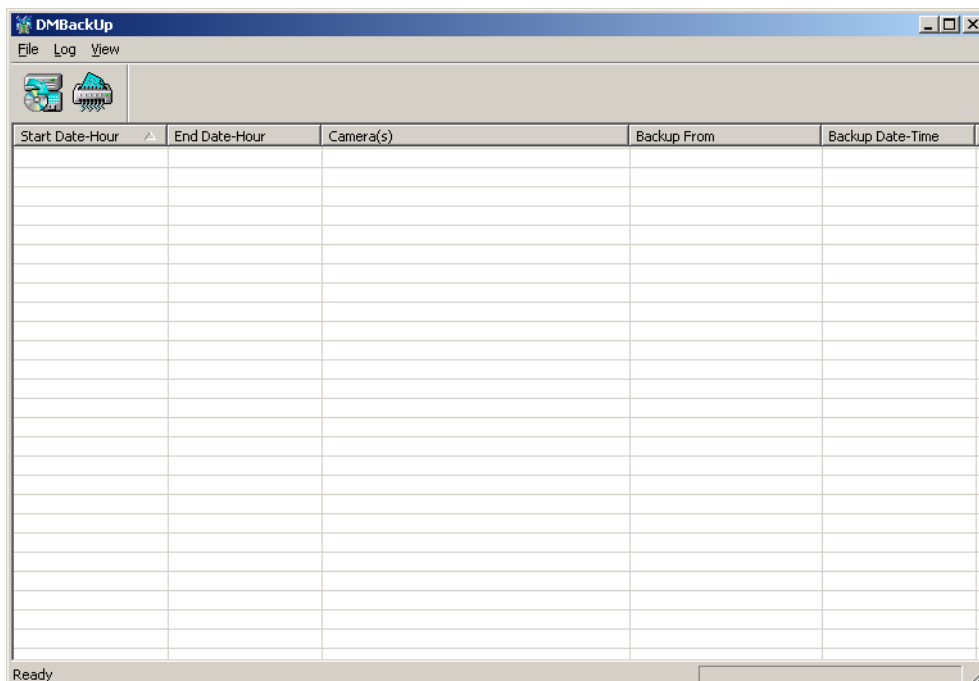 DMBackUp
File Log View
Start Date-Hour End Date-Hour Camera(s) Backup From Backup Date-Time
Ready